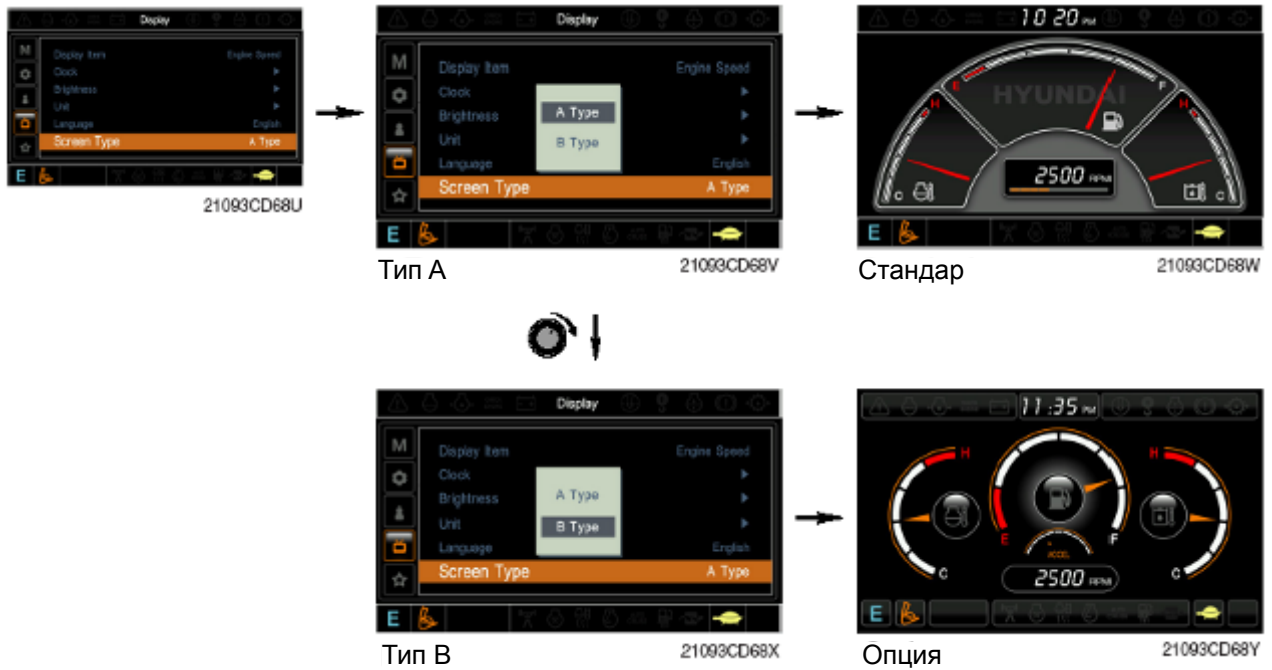 Display
M
Display Item Engine Speed
Clock
Brightness
Unit
Language English
Screen Type A Type
E
21093CD68U
Display
M
Display Item Engine Speed
Clock
Brightness
Unit
Language English
Screen Type A Type
A Type
B Type
E
Тип А
21093CD68V
10 20 PM
E F
HYUNDAI
H H
C C
2500 RPM
E
Стандар
21093CD68W
Display
M
Display Item Engine Speed
Clock
Brightness
Unit
Language English
Screen Type A Type
A Type
B Type
E
Тип В
21093CD68X
11:35 PM
H H
E F
ACCEL
C C
2500 RPM
E
Опция
21093CD68Y